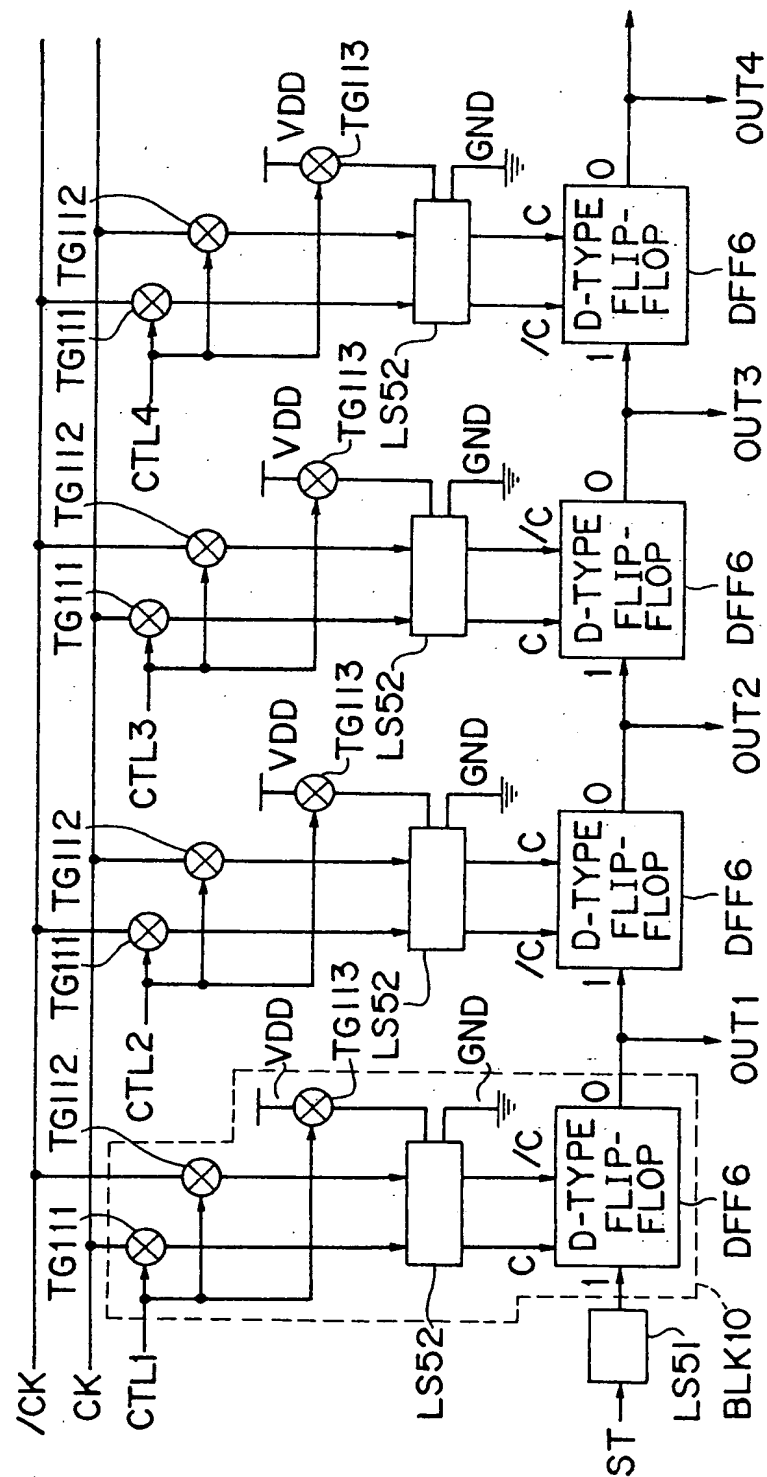 /CK
CK
CTL1
TG111
TG112
VDD
TG113
LS52
GND
C
/C
1
D-TYPE
FLIP-
FLOP
0
DFF6
ST
LS51
BLK10
OUT1
CTL2
TG111
TG112
VDD
TG113
LS52
GND
/C
C
1
D-TYPE
FLIP-
FLOP
0
DFF6
OUT2
CTL3
TG111
TG112
VDD
TG113
LS52
GND
C
/C
1
D-TYPE
FLIP-
FLOP
0
DFF6
OUT3
CTL4
TG111
TG112
VDD
TG113
LS52
GND
/C
C
1
D-TYPE
FLIP-
FLOP
0
DFF6
OUT4